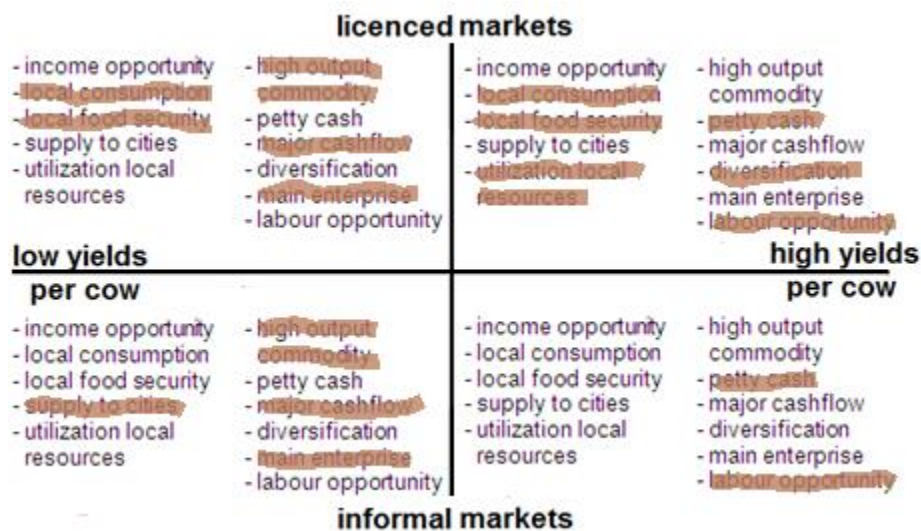 licenced markets
- income opportunity
- local consumption
- local food security
- supply to cities
- utilization local
resources
- high output
commodity
- petty cash
- major cashflow
- diversification
- main enterprise
- labour opportunity
- income opportunity
- local consumption
- local food security
- supply to cities
- utilization local
resources
- high output
commodity
- petty cash
- major cashflow
- diversification
- main enterprise
- labour opportunity
low yields
per cow
high yields
per cow
- income opportunity
- local consumption
- local food security
- supply to cities
- utilization local
resources
- high output
commodity
- petty cash
- major cashflow
- diversification
- main enterprise
- labour opportunity
- income opportunity
- local consumption
- local food security
- supply to cities
- utilization local
resources
- high output
commodity
- petty cash
- major cashflow
- diversification
- main enterprise
- labour opportunity
informal markets